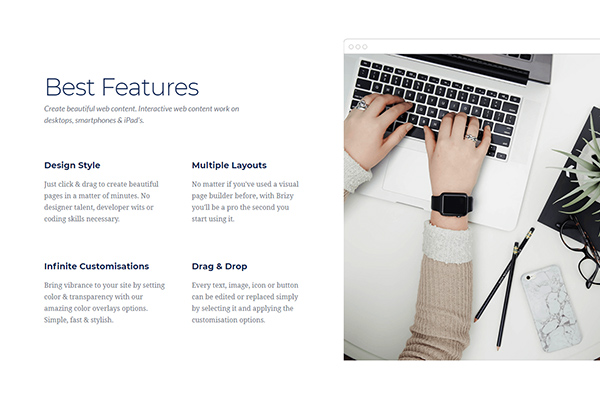 Best Features
Create beautiful web content. Interactive web content work on
desktops, smartphones & iPad's.
Design Style
Just click & drag to create beautiful
pages in a matter of minutes. No
designer talent, developer wits or
coding skills necessary.
Multiple Layouts
No matter if you've used a visual
page builder before, with Brizy
you'll be a pro the second you
start using it.
Infinite Customisations
Bring vibrance to your site by setting
color & transparency with our
amazing color overlays options.
Simple, fast & stylish.
Drag & Drop
Every text, image, icon or button
can be edited or replaced simply
by selecting it and applying the
customisation options.